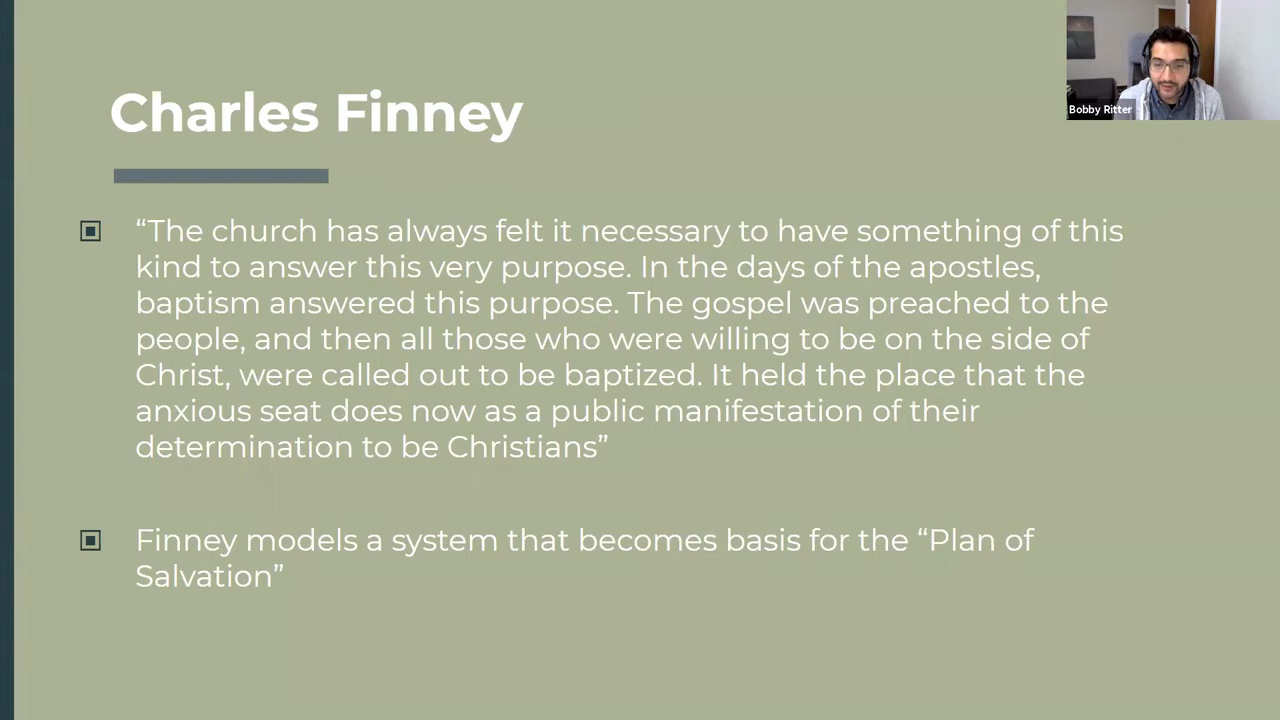 Charles Finney
Bobby Ritter
“The church has always felt it necessary to have something of this
kind to answer this very purpose. In the days of the apostles,
baptism answered this purpose. The gospel was preached to the
people, and then all those who were willing to be on the side of
Christ, were called out to be baptized. It held the place that the
anxious seat does now as a public manifestation of their
determination to be Christians”
Finney models a system that becomes basis for the “Plan of
Salvation”